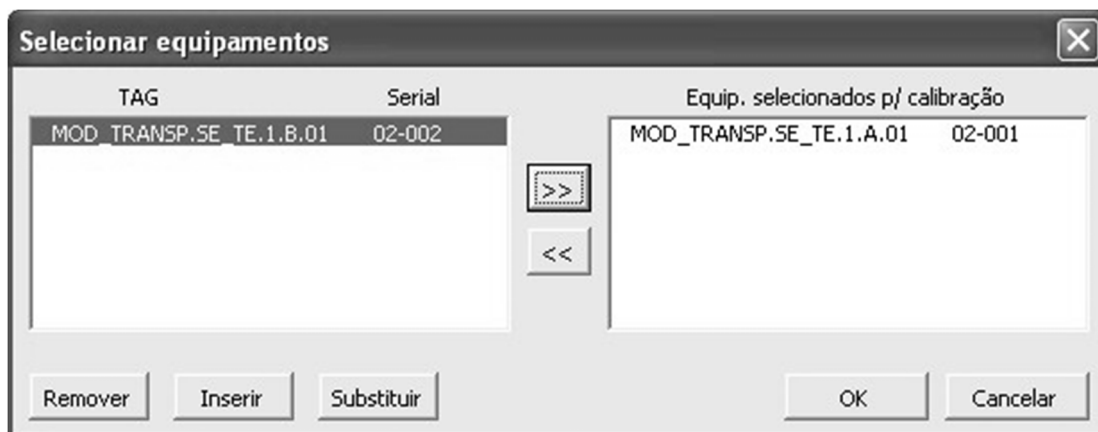 Selecionar equipamentos
TAG Serial
MOD_TRANSP.SE_TE.1.B.01 02-002
>>
<<
Equip. selecionados p/ calibração
MOD_TRANSP.SE_TE.1.A.01 02-001
Remover Inserir Substituir OK Cancelar